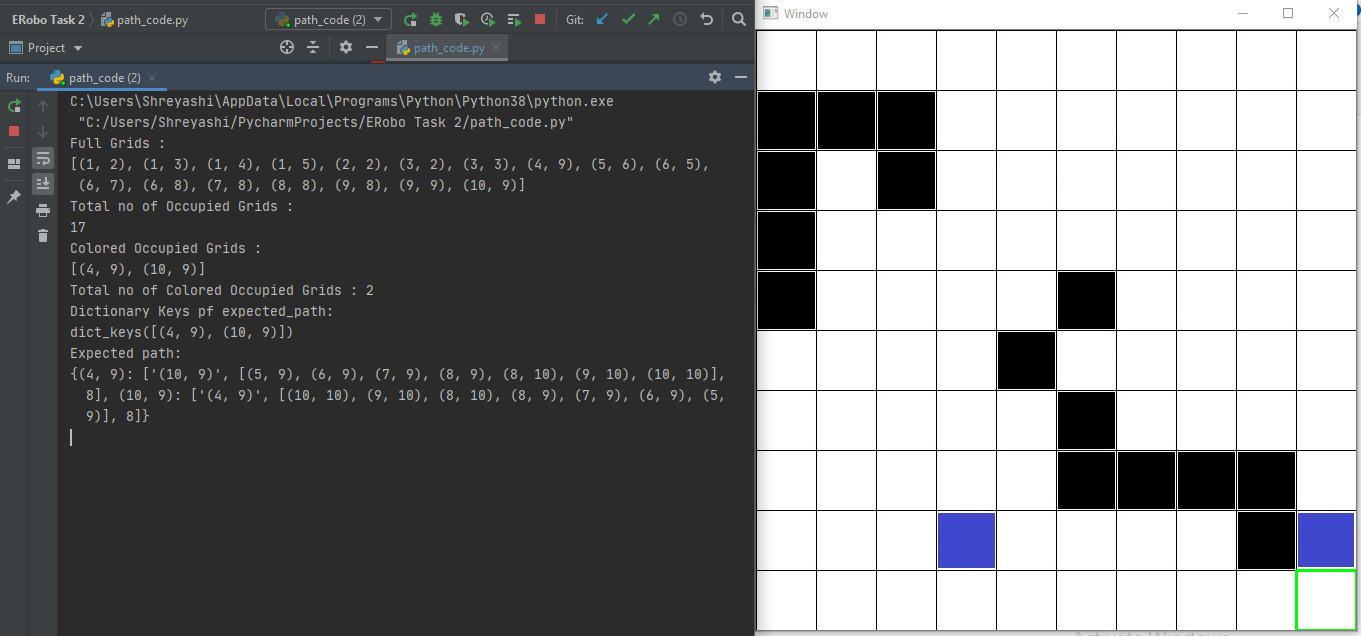 ERobo Task 2 path_code.py path_code (2) Git:
Project path_code.py
Run: path_code (2)
C:\Users\Shreyashi\AppData\Local\Programs\Python\Python38\python.exe
"C:/Users/Shreyashi/PycharmProjects/ERobo Task 2/path_code.py"
Full Grids :
[(1, 2), (1, 3), (1, 4), (1, 5), (2, 2), (3, 2), (3, 3), (4, 9), (5, 6), (6, 5),
(6, 7), (6, 8), (7, 8), (8, 8), (9, 8), (9, 9), (10, 9)]
Total no of Occupied Grids :
17
Colored Occupied Grids :
[(4, 9), (10, 9)]
Total no of Colored Occupied Grids : 2
Dictionary Keys pf expected_path:
dict_keys([(4, 9), (10, 9)])
Expected path:
{(4, 9): ['(10, 9)', [(5, 9), (6, 9), (7, 9), (8, 9), (8, 10), (9, 10), (10, 10)],
8], (10, 9): ['(4, 9)', [(10, 10), (9, 10), (8, 10), (8, 9), (7, 9), (6, 9), (5,
9)], 8]}
Window
Activate Windows